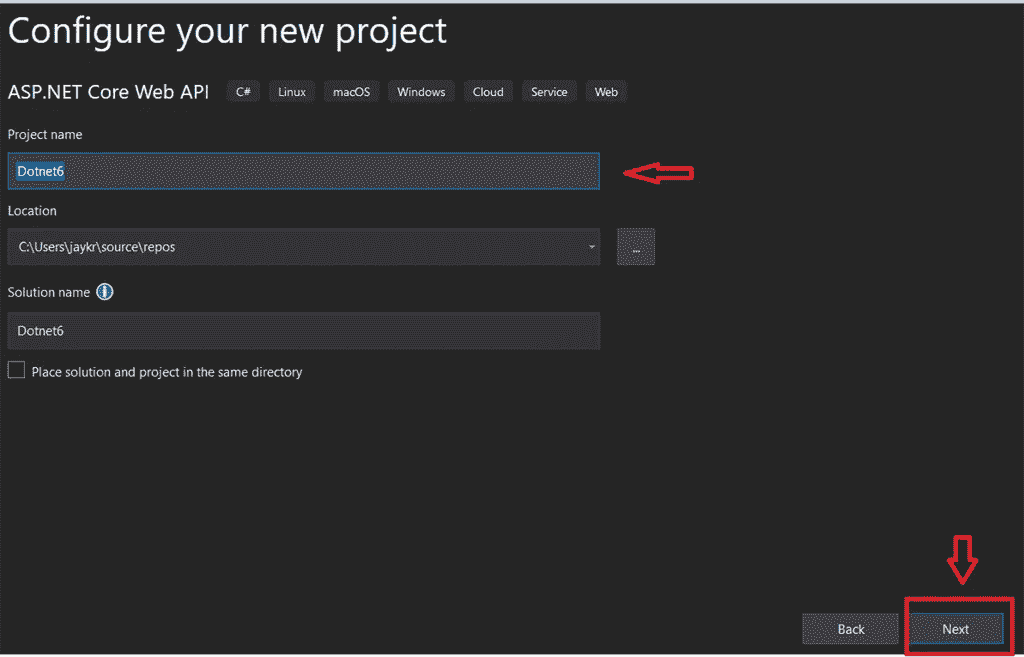 Configure your new project
ASP.NET Core Web API C# Linux macOS Windows Cloud Service Web
Project name
Dotnet6
Location
C:\Users\jaykr\source\repos
...
Solution name
Dotnet6
Place solution and project in the same directory
Back Next